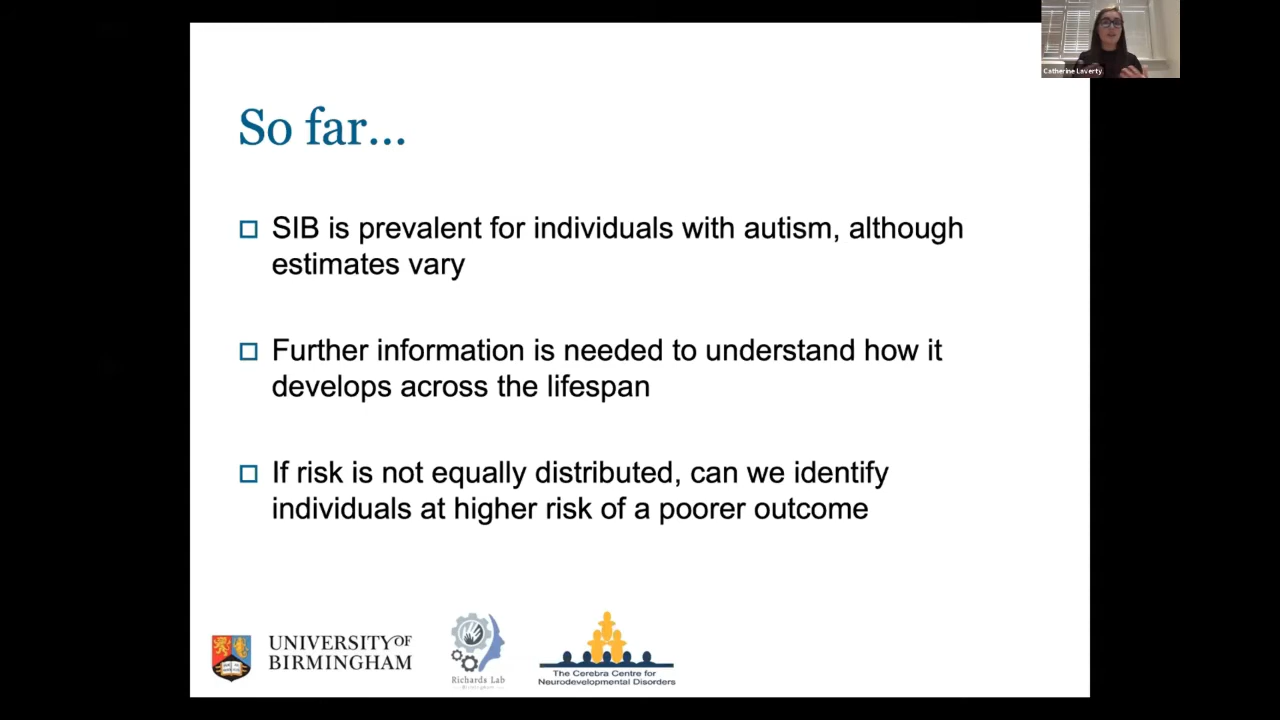 Catherine Laverty
So far...
SIB is prevalent for individuals with autism, although
estimates vary
Further information is needed to understand how it
develops across the lifespan
If risk is not equally distributed, can we identify
individuals at higher risk of a poorer outcome
UNIVERSITY OF
BIRMINGHAM
Richards Lab
Birmingham
The Cerebra Centre for
Neurodevelopmental Disorders